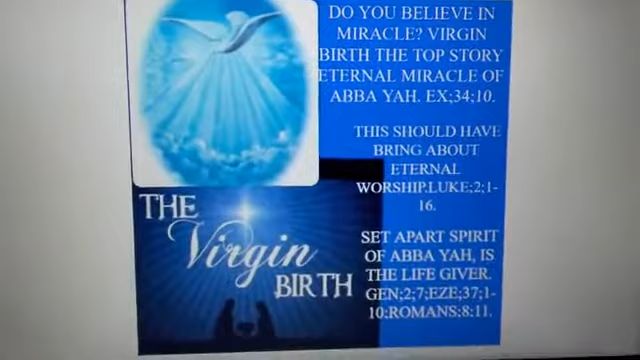 DO YOU BELIEVE IN
MIRACLE? VIRGIN
BIRTH THE TOP STORY
ETERNAL MIRACLE OF
ABBA YAH. EX;34;10.
THIS SHOULD HAVE
BRING ABOUT
ETERNAL
WORSHIP.LUKE;2;1-
16.
SET APART SPIRIT
OF ABBA YAH, IS
THE LIFE GIVER.
GEN;2;7;EZE;37;1-
10;ROMANS;8;11.
THE
Virgin
BIRTH